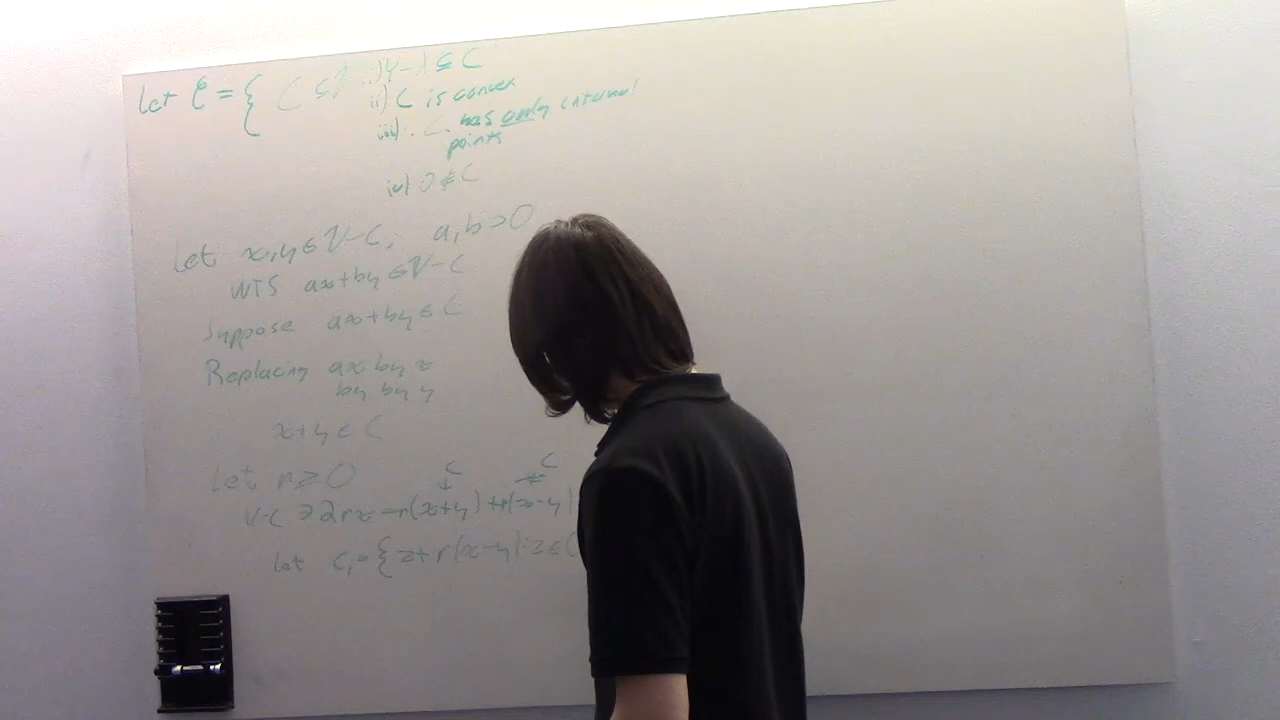 Let C = { C ⊆ V : i) Y - λ ⊆ C
ii) C is convex
iii) C has only internal
points
iv) 0 ∉ C
Let x, y ∈ V - C, a, b > 0
WTS ax + by ∈ V - C
Suppose ax + by ∈ C
Replacing ax by x
by by y
x + y ∈ C
Let r ≥ 0
C C
V - C ∋ 2rx = r(x+y) + r(x-y)
let C₁ = { z + r(x-y) : z ∈ C